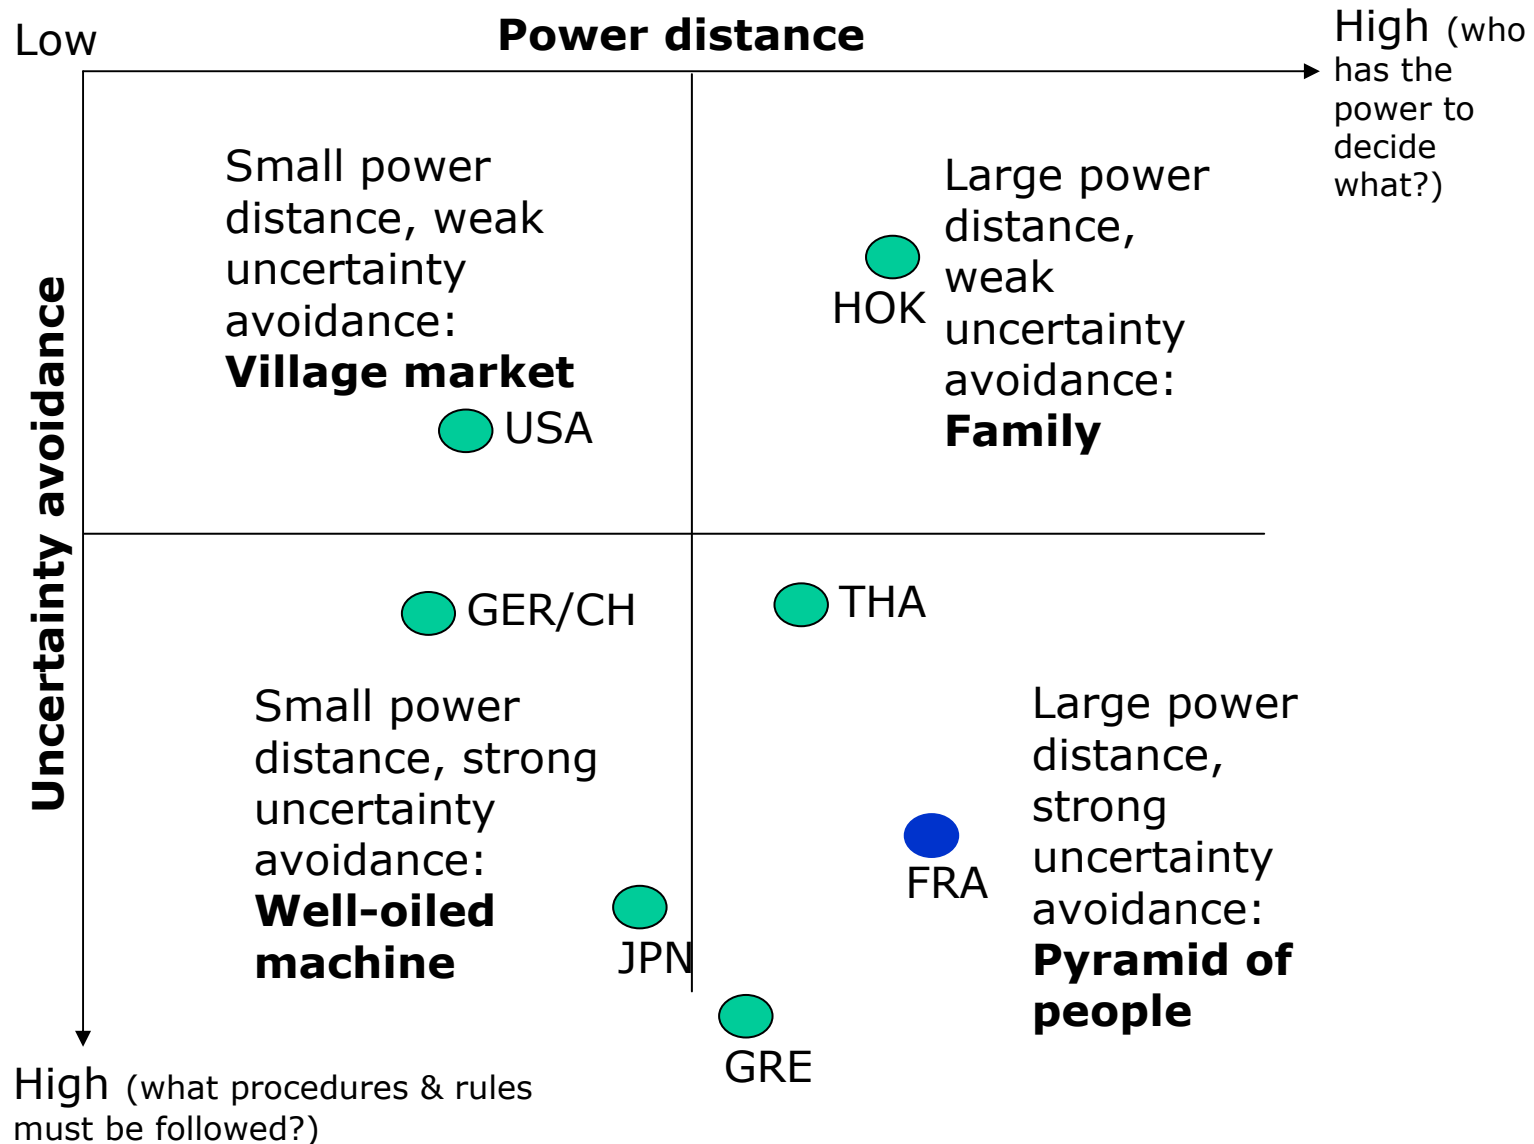 Low
Power distance
High (who
has the
power to
decide
what?)
Uncertainty avoidance
Small power
distance, weak
uncertainty
avoidance:
Village market
USA
HOK
Large power
distance,
weak
uncertainty
avoidance:
Family
GER/CH
THA
Small power
distance, strong
uncertainty
avoidance:
Well-oiled
machine
JPN
GRE
FRA
Large power
distance,
strong
uncertainty
avoidance:
Pyramid of
people
High (what procedures & rules
must be followed?)